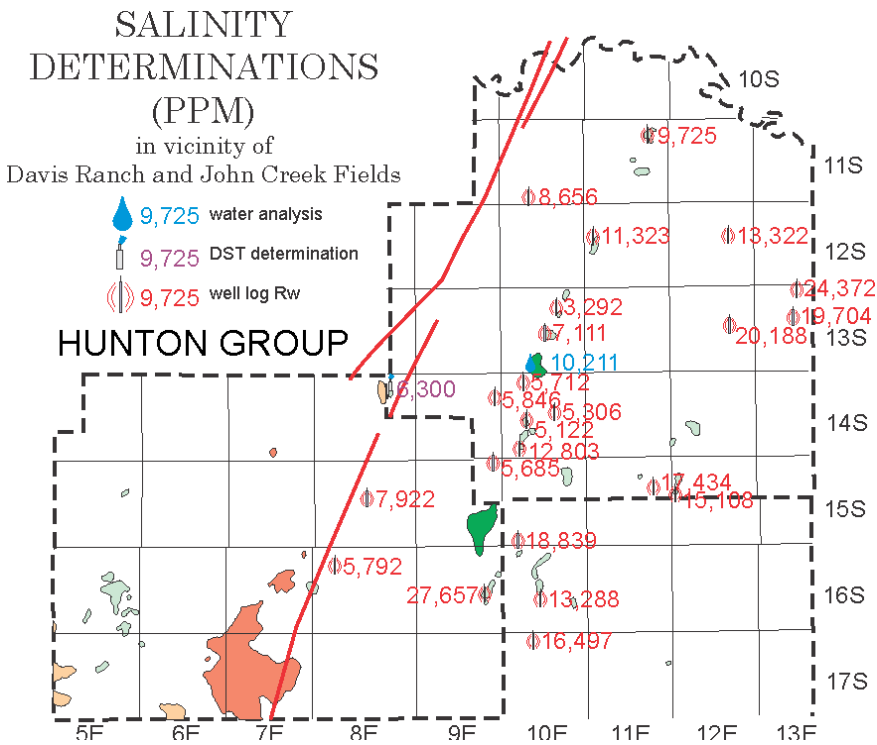 SALINITY
DETERMINATIONS
(PPM)
in vicinity of
Davis Ranch and John Creek Fields
9,725 water analysis
9,725 DST determination
9,725 well log Rw
HUNTON GROUP
10S
9,725
11S
8,656
11,323
13,322
12S
24,372
3,292
19,704
7,111
20,188
13S
10,211
5,712
6,300
5,846
5,306
5,122
14S
12,803
5,685
17,434
7,922
15,108
15S
18,839
5,792
27,657
13,288
16S
16,497
17S
5E 6E 7E 8E 9E 10E 11E 12E 13E